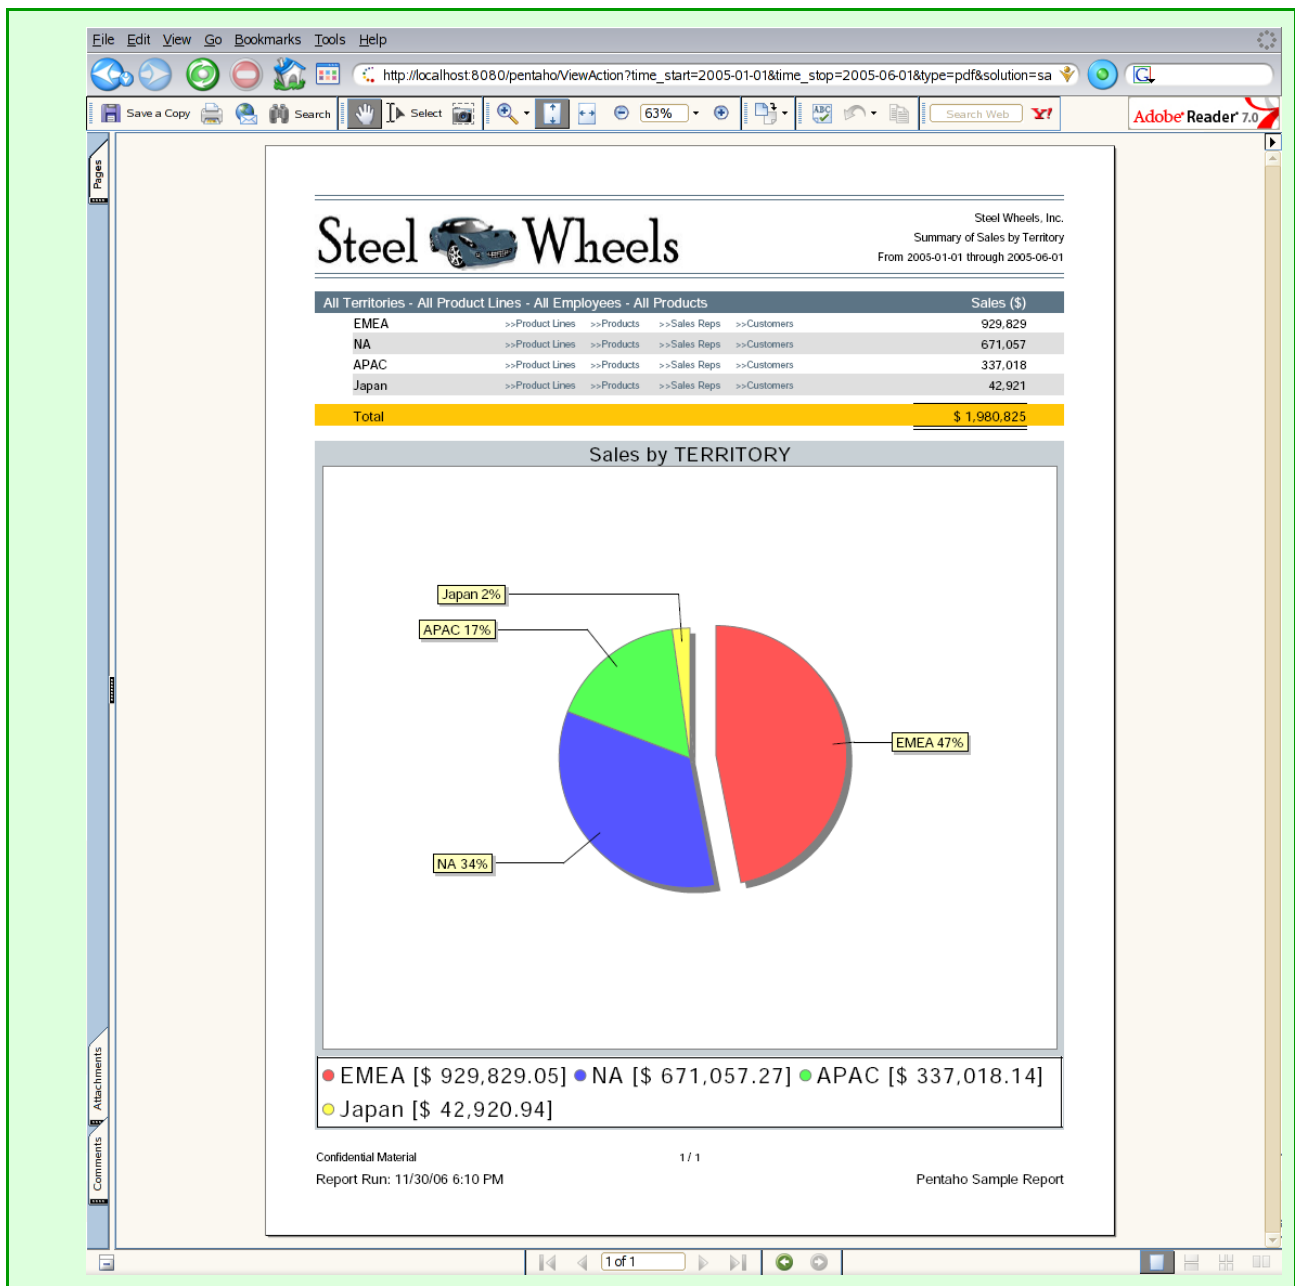 File Edit View Go Bookmarks Tools Help
http://localhost:8080/pentaho/ViewAction?time_start=2005-01-01&time_stop=2005-06-01&type=pdf&solution=sa G
Save a Copy Search Select 63% ABC Search Web Y! Adobe Reader 7.0
Pages
Steel Wheels
Steel Wheels, Inc.
Summary of Sales by Territory
From 2005-01-01 through 2005-06-01
All Territories - All Product Lines - All Employees - All Products Sales ($)
EMEA >>Product Lines >>Products >>Sales Reps >>Customers 929,829
NA >>Product Lines >>Products >>Sales Reps >>Customers 671,057
APAC >>Product Lines >>Products >>Sales Reps >>Customers 337,018
Japan >>Product Lines >>Products >>Sales Reps >>Customers 42,921
Total $ 1,980,825
Sales by TERRITORY
Japan 2%
APAC 17%
EMEA 47%
NA 34%
EMEA [$ 929,829.05] NA [$ 671,057.27] APAC [$ 337,018.14]
Japan [$ 42,920.94]
Attachments
Comments
Confidential Material 1 / 1
Report Run: 11/30/06 6:10 PM Pentaho Sample Report
1 of 1